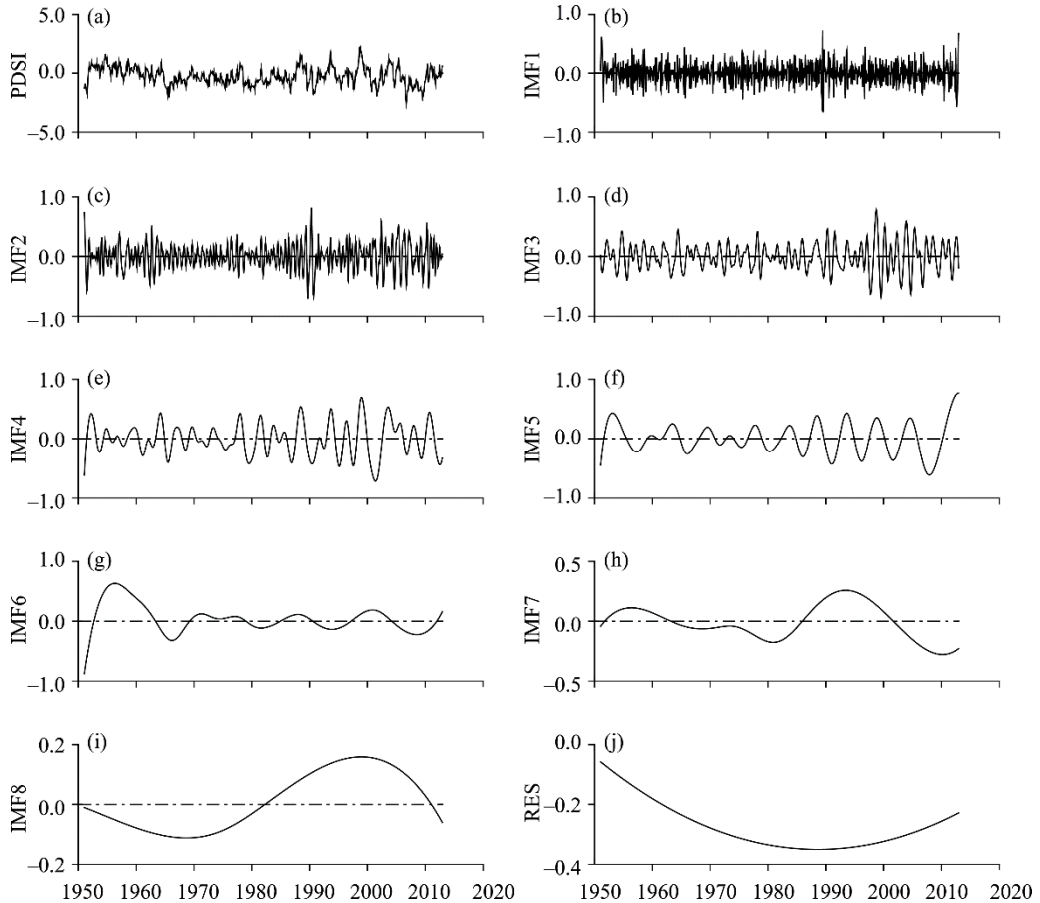 (a)
5.0
0.0
−5.0
PDSI
(b)
1.0
0.0
−1.0
IMF1
1950 1960 1970 1980 1990 2000 2010 2020
1950 1960 1970 1980 1990 2000 2010 2020
(c)
1.0
0.0
−1.0
IMF2
(d)
1.0
0.0
−1.0
IMF3
(e)
1.0
0.0
−1.0
IMF4
(f)
1.0
0.0
−1.0
IMF5
(g)
1.0
0.0
−1.0
IMF6
(h)
0.5
0.0
−0.5
IMF7
(i)
0.2
0.0
−0.2
IMF8
(j)
0.0
−0.2
−0.4
RES